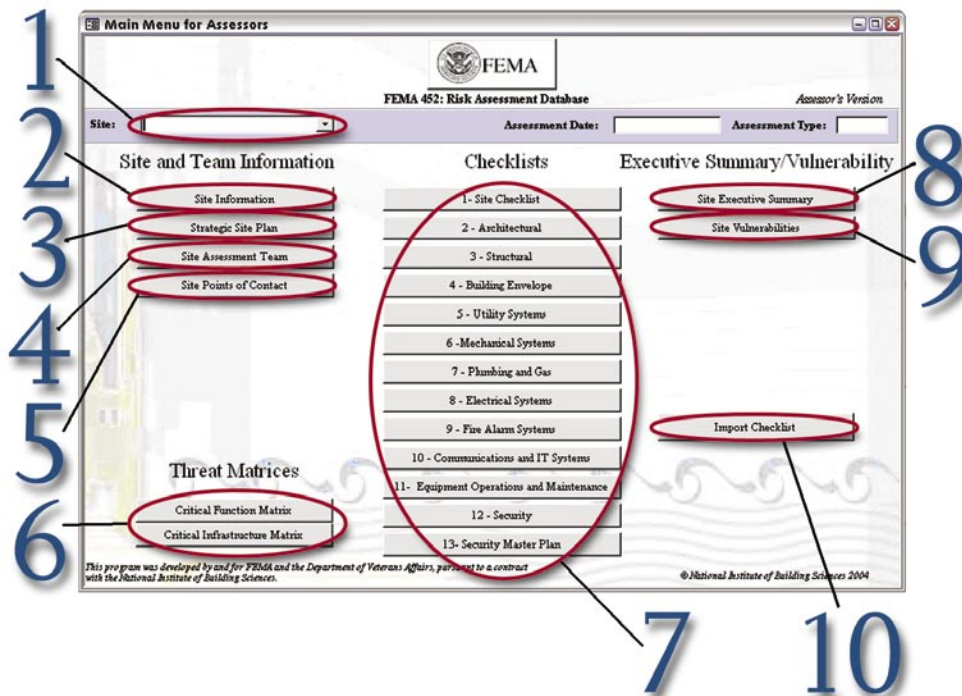 Main Menu for Assessors
FEMA
FEMA 452: Risk Assessment Database
Assessor's Version
Site:
Assessment Date:
Assessment Type:
Site and Team Information
Checklists
Executive Summary/Vulnerability
Site Information
Strategic Site Plan
Site Assessment Team
Site Points of Contact
Threat Matrices
Critical Function Matrix
Critical Infrastructure Matrix
1- Site Checklist
2 - Architectural
3 - Structural
4 - Building Envelope
5 - Utility Systems
6 -Mechanical Systems
7 - Plumbing and Gas
8 - Electrical Systems
9 - Fire Alarm Systems
10 - Communications and IT Systems
11- Equipment Operations and Maintenance
12 - Security
13- Security Master Plan
Site Executive Summary
Site Vulnerabilities
Import Checklist
This program was developed by and for FEMA and the Department of Veterans Affairs, pursuant to a contract
with the National Institute of Building Sciences.
© National Institute of Building Sciences 2004
1
2
3
4
5
6
7
8
9
10